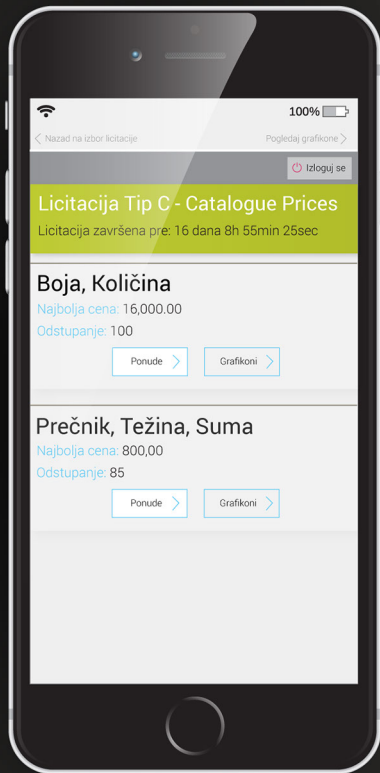 100%
Nazad na izbor licitacije
Pogledaj grafikone
Izloguj se
Licitacija Tip C - Catalogue Prices
Licitacija završena pre: 16 dana 8h 55min 25sec
Boja, Količina
Najbolja cena: 16,000.00
Odstupanje: 100
Ponude
Grafikoni
Prečnik, Težina, Suma
Najbolja cena: 800,00
Odstupanje: 85
Ponude
Grafikoni